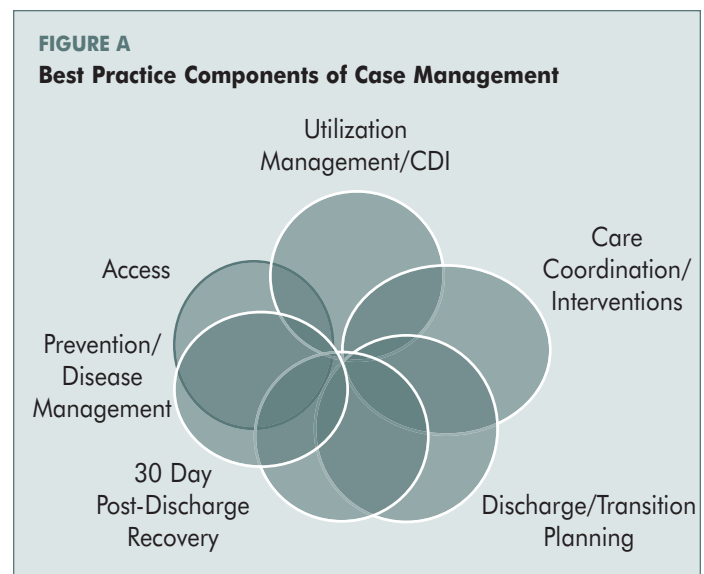 FIGURE A
Best Practice Components of Case Management
Utilization
Management/CDI
Care
Coordination/
Interventions
Access
Prevention/
Disease
Management
30 Day
Post-Discharge
Recovery
Discharge/Transition
Planning